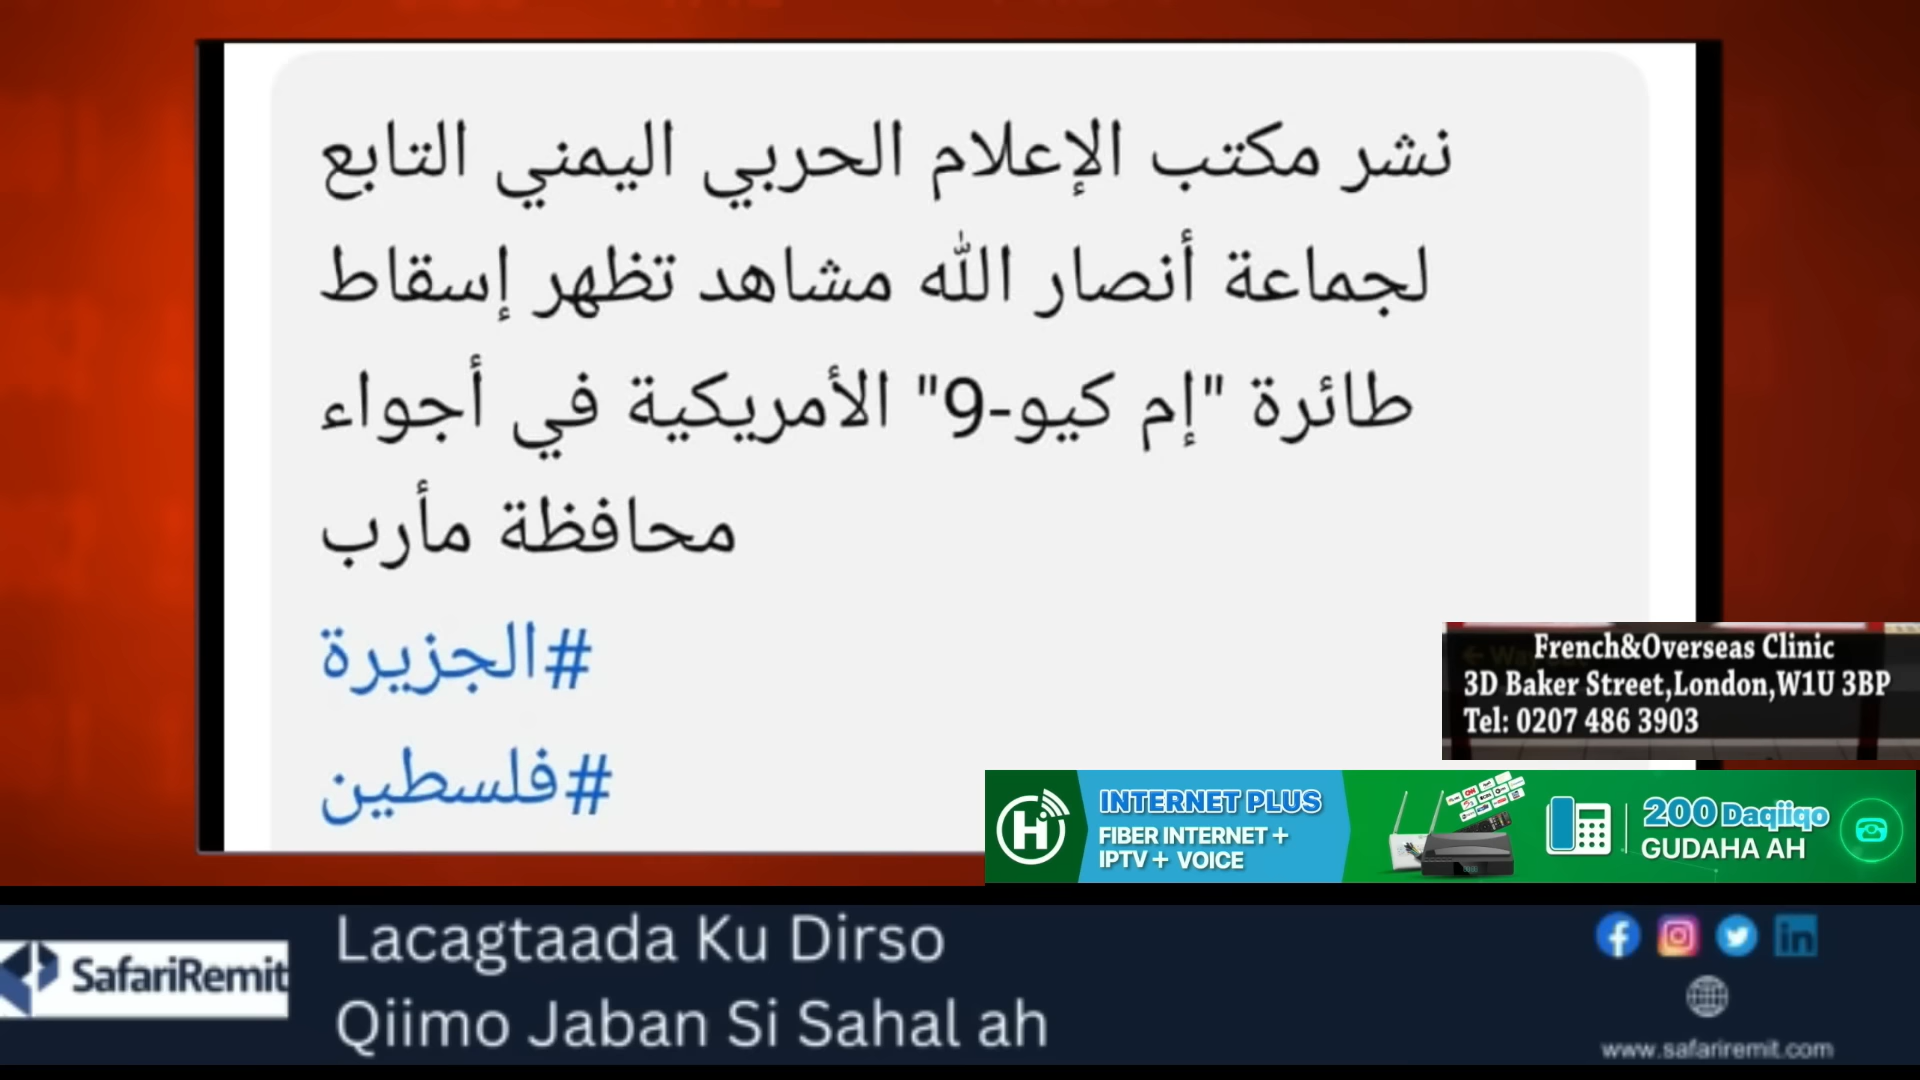 نشر مكتب الإعلام الحربي اليمني التابع
لجماعة أنصار الله مشاهد تظهر إسقاط
طائرة "إم كيو-9" الأمريكية في أجواء
محافظة مأرب
#الجزيرة
#فلسطين
French&Overseas Clinic
3D Baker Street,London,W1U 3BP
Tel: 0207 486 3903
H
INTERNET PLUS
FIBER INTERNET +
IPTV + VOICE
200 Daqiiqo
GUDAHA AH
SafariRemit
Lacagtaada Ku Dirso
Qiimo Jaban Si Sahal ah
www.safariremit.com